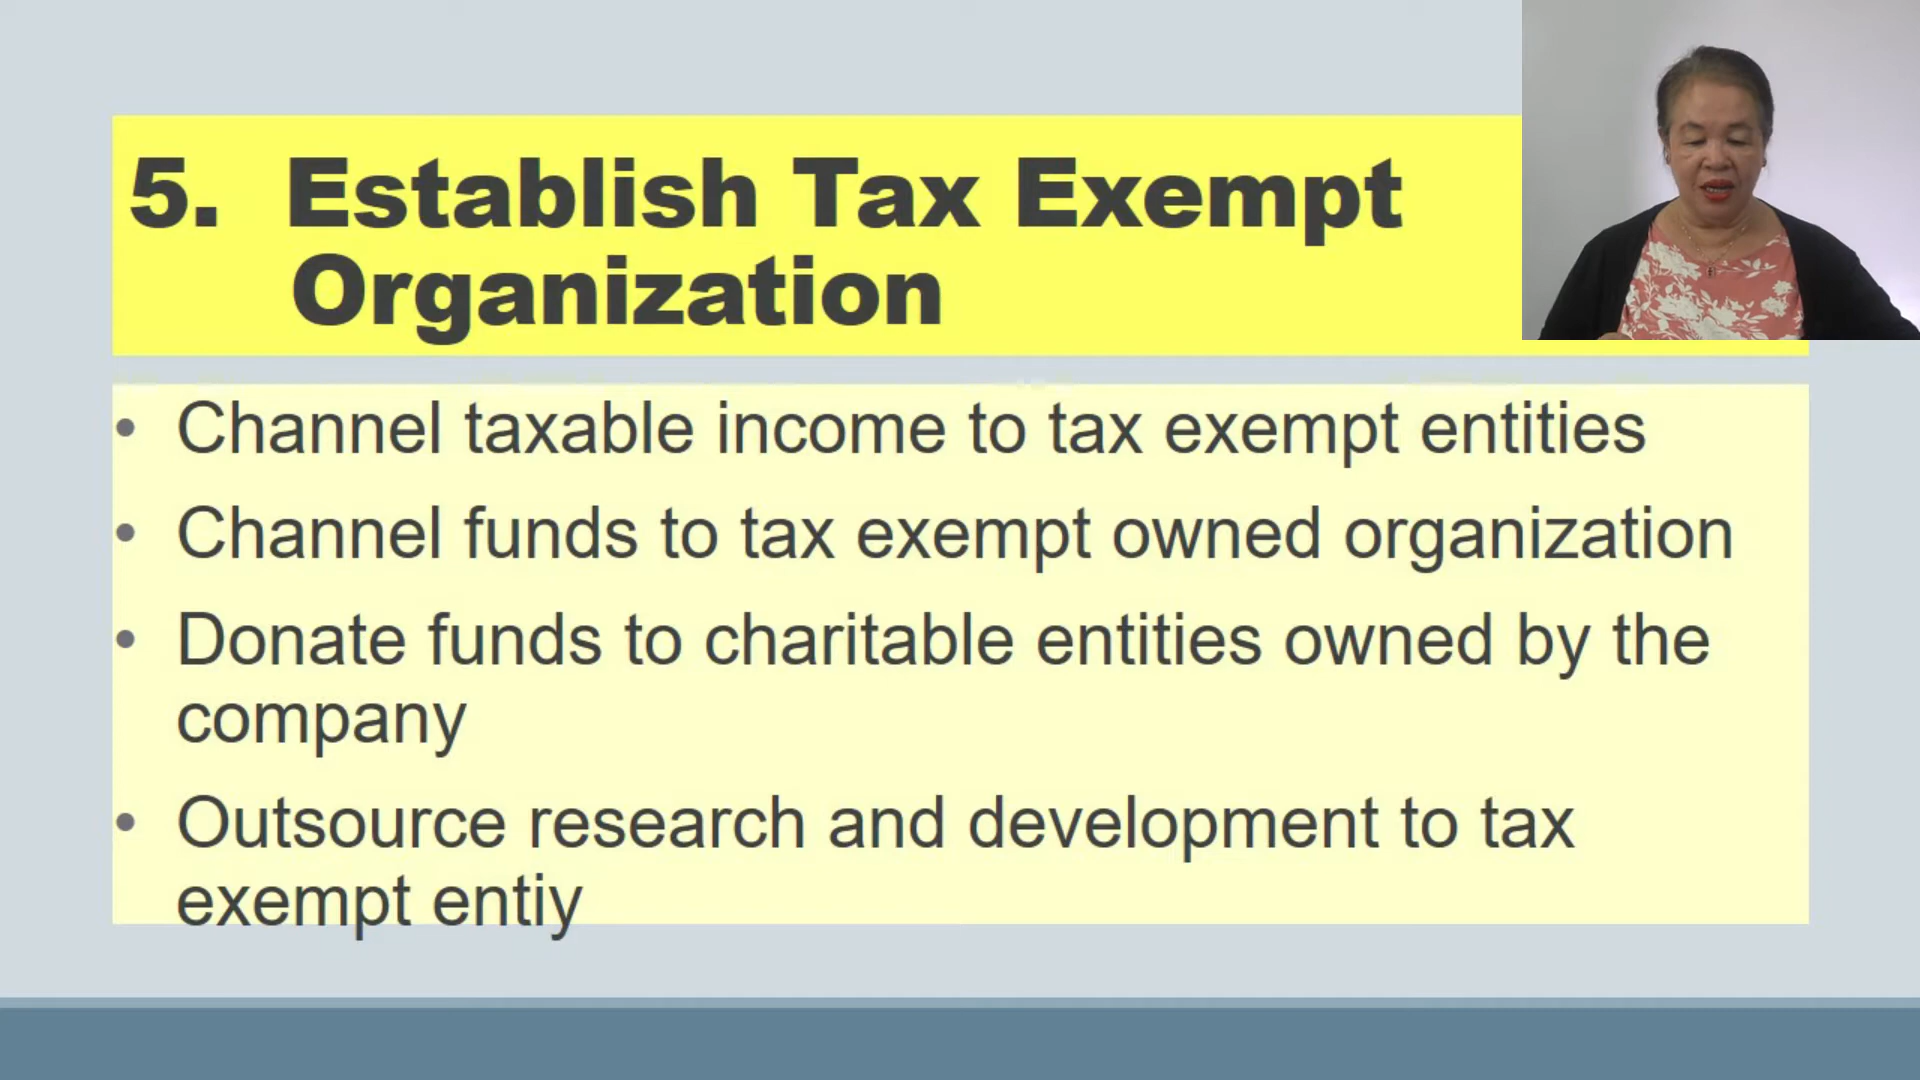 5. Establish Tax Exempt
Organization
• Channel taxable income to tax exempt entities
• Channel funds to tax exempt owned organization
• Donate funds to charitable entities owned by the
company
• Outsource research and development to tax
exempt entiy